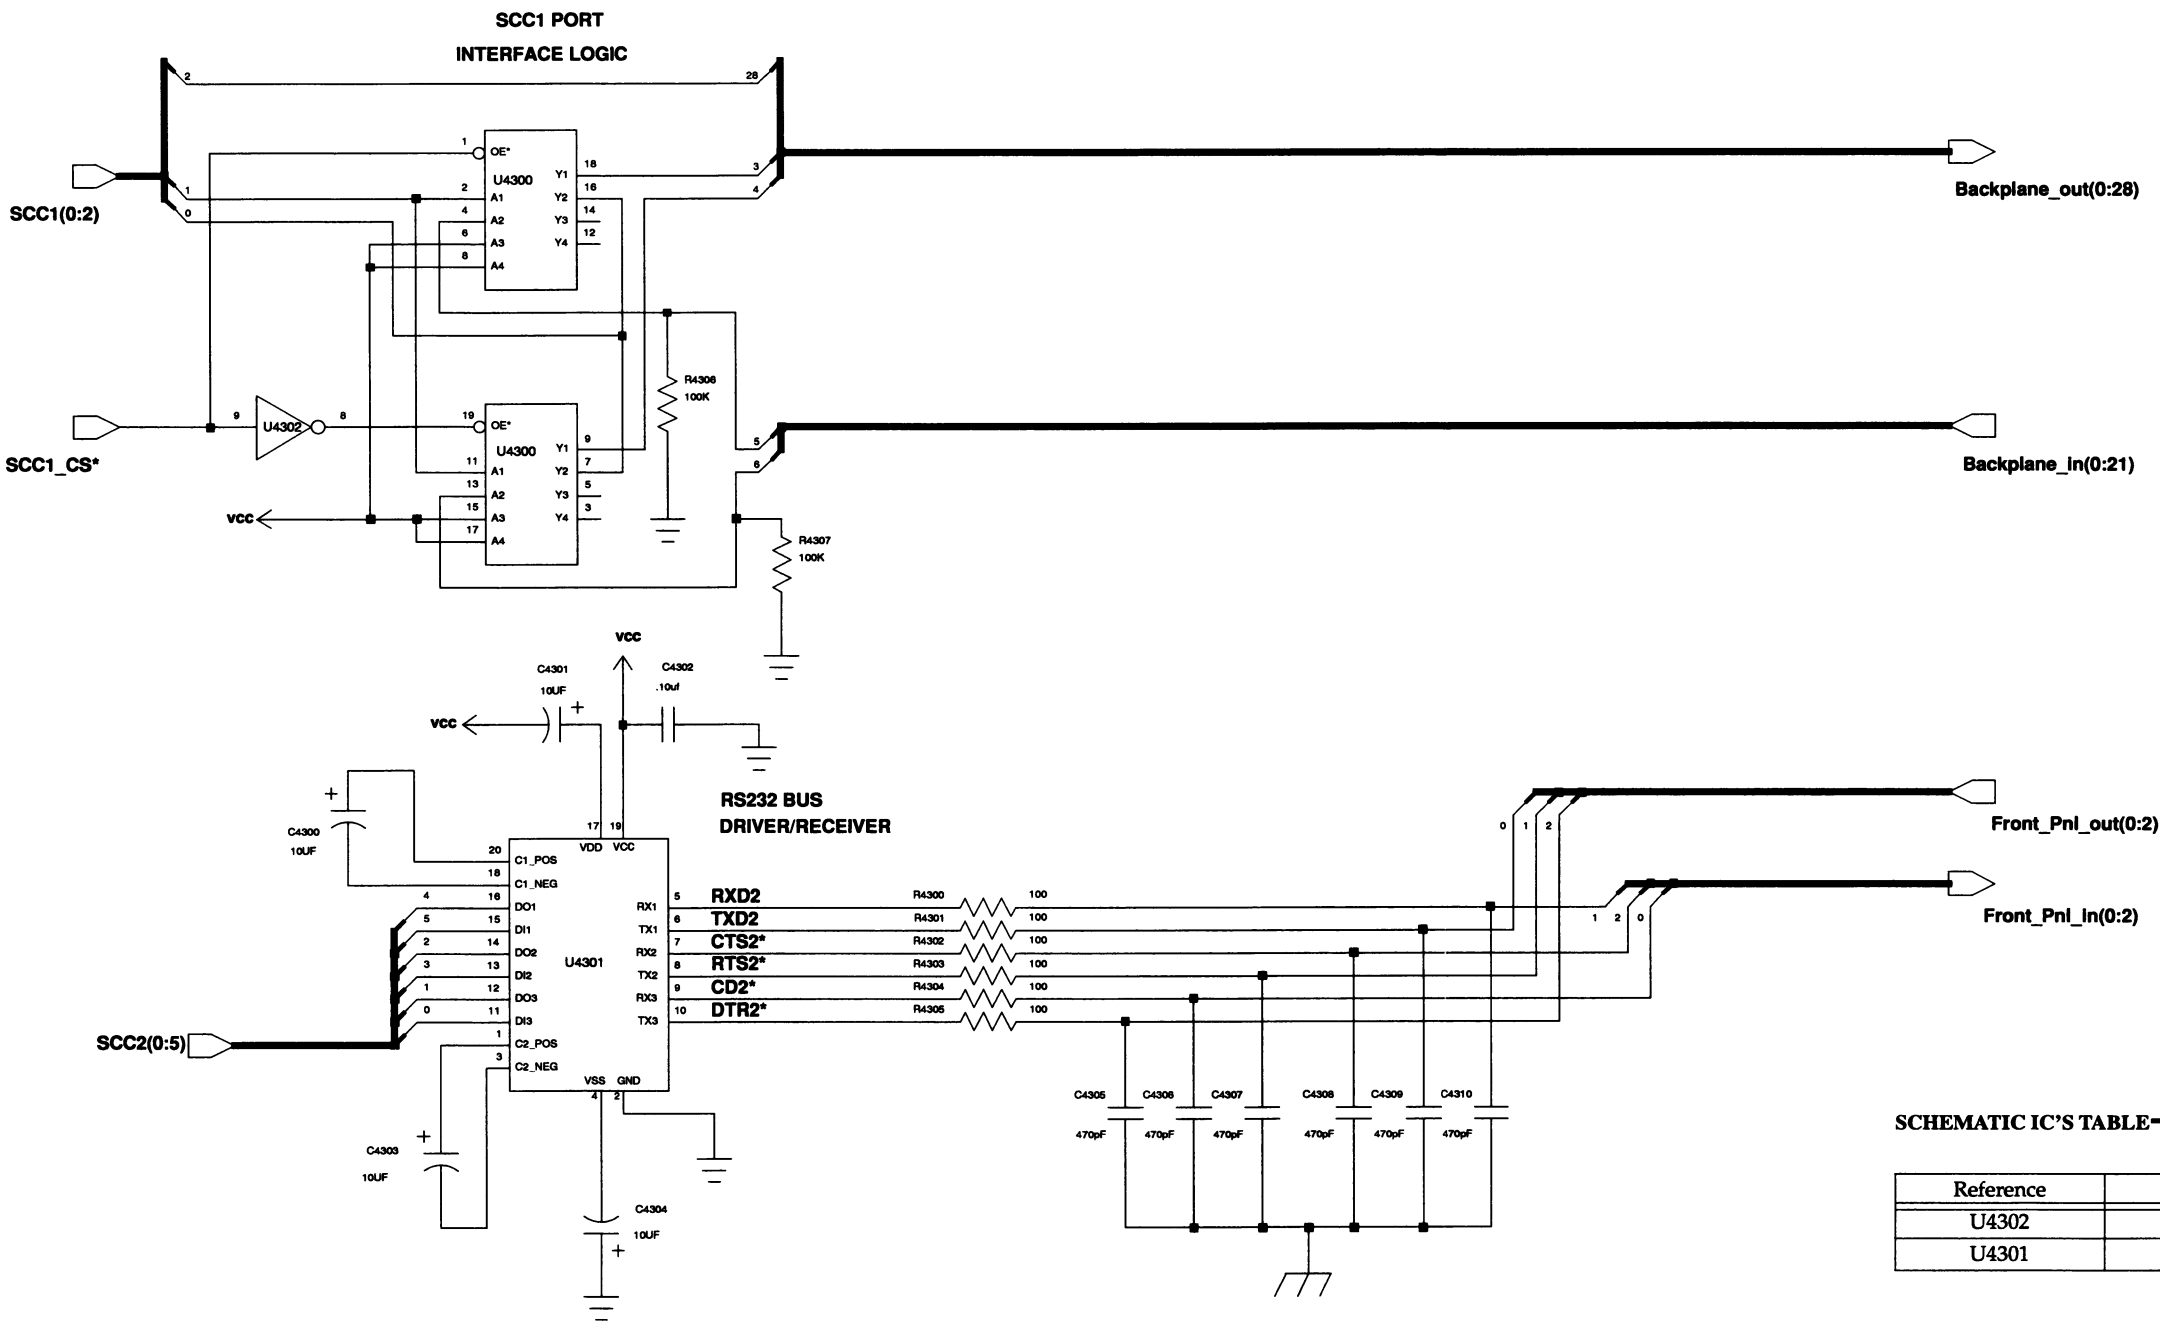 SCC1 PORT
INTERFACE LOGIC
2
28
1
OE*
U4300
18
Y1
3
16
1
2
A1
Y2
4
0
4
A2
14
Y3
6
A3
12
Y4
8
A4
SCC1(0:2)
Backplane_out(0:28)
R4306
100K
9
U4302
8
19
OE*
U4300
9
Y1
5
SCC1_CS*
11
A1
7
Y2
6
Backplane_in(0:21)
13
A2
5
Y3
15
A3
3
Y4
vcc
17
A4
R4307
100K
vcc
C4301
10UF
+
C4302
.10uf
vcc
RS232 BUS
DRIVER/RECEIVER
+
C4300
10UF
17
19
VDD
VCC
20
C1_POS
18
C1_NEG
4
16
DO1
5
15
DI1
2
14
DO2
3
13
DI2
1
12
DO3
0
11
DI3
1
C2_POS
3
C2_NEG
U4301
RX1
5
RXD2
R4300
100
TX1
6
TXD2
R4301
100
RX2
7
CTS2*
R4302
100
TX2
8
RTS2*
R4303
100
RX3
9
CD2*
R4304
100
TX3
10
DTR2*
R4305
100
0
1
2
Front_Pnl_out(0:2)
1
2
0
Front_Pnl_in(0:2)
SCC2(0:5)
VSS
GND
4
2
C4305
470pF
C4306
470pF
C4307
470pF
C4308
470pF
C4309
470pF
C4310
470pF
+
C4303
10UF
C4304
10UF
+
SCHEMATIC IC'S TABLE-
Reference
U4302
U4301